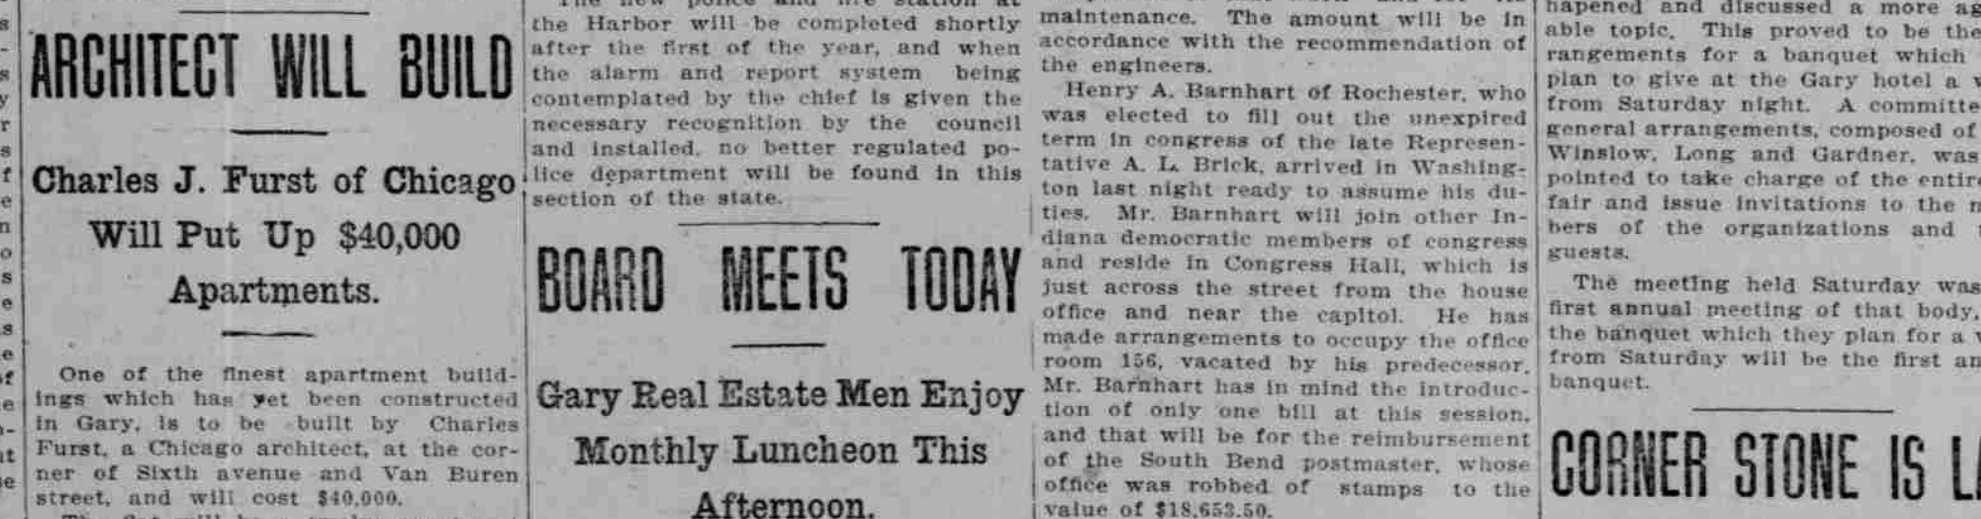 ARCHITECT WILL BUILD
Charles J. Furst of Chicago
Will Put Up $40,000
Apartments.
One of the finest apartment build-
ings which has yet been constructed
in Gary, is to be built by Charles
Furst, a Chicago architect, at the cor-
ner of Sixth avenue and Van Buren
street, and will cost $40,000.
the Harbor will be completed shortly
after the first of the year, and when
the alarm and report system being
contemplated by the chief is given the
necessary recognition by the council
and installed, no better regulated po-
lice department will be found in this
section of the state.
BOARD MEETS TODAY
Gary Real Estate Men Enjoy
Monthly Luncheon This
Afternoon.
maintenance. The amount will be in
accordance with the recommendation of
the engineers.
Henry A. Barnhart of Rochester, who
was elected to fill out the unexpired
term in congress of the late Represen-
tative A. L. Brick, arrived in Washing-
ton last night ready to assume his du-
ties. Mr. Barnhart will join other In-
diana democratic members of congress
and reside in Congress Hall, which is
just across the street from the house
office and near the capitol. He has
made arrangements to occupy the office
room 156, vacated by his predecessor.
Mr. Barnhart has in mind the introduc-
tion of only one bill at this session,
and that will be for the reimbursement
of the South Bend postmaster, whose
office was robbed of stamps to the
value of $18,653.50.
hapened and discussed a more ag
able topic. This proved to be the
rangements for a banquet which
plan to give at the Gary hotel a
from Saturday night. A committe
general arrangements, composed of
Winslow, Long and Gardner, was
pointed to take charge of the entir
fair and issue invitations to the
bers of the organizations and
guests.
The meeting held Saturday was
first annual meeting of that body,
the banquet which they plan for a
from Saturday will be the first an
banquet.
CORNER STONE IS